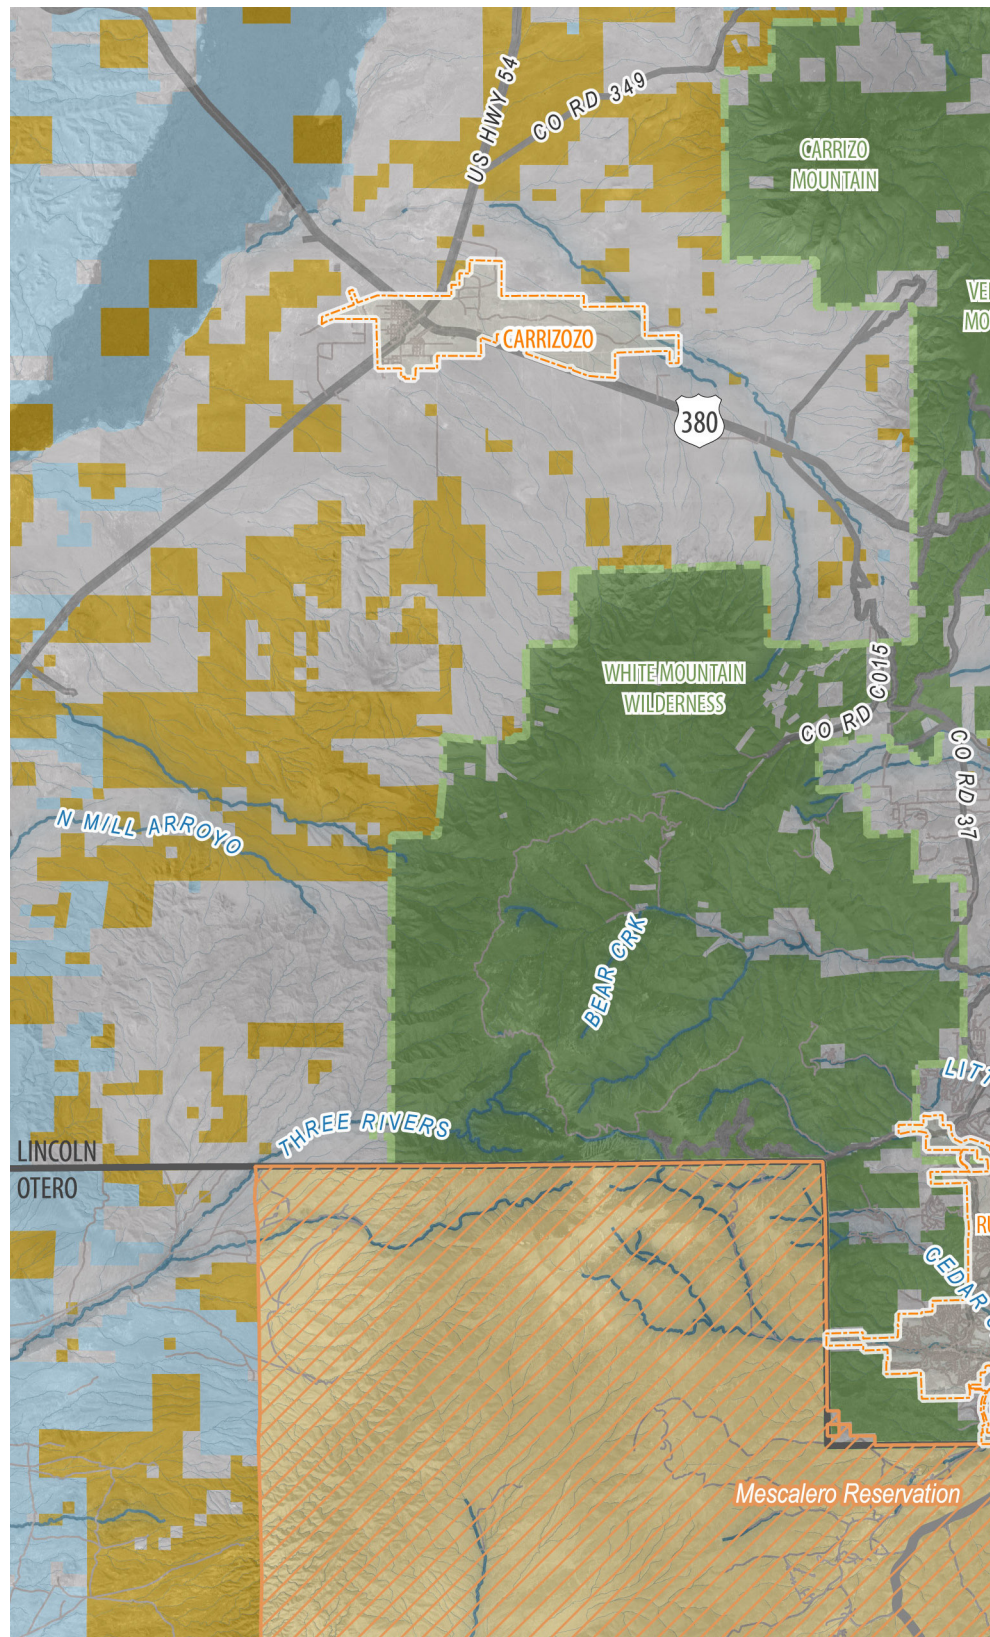 US HWY 54
CO RD 349
CARRIZO
MOUNTAIN
CARRIZOZO
380
WHITE MOUNTAIN
WILDERNESS
CO RD C015
CO RD 37
N MILL ARROYO
BEAR CRK
THREE RIVERS
LINCOLN
OTERO
CEDAR
Mescalero Reservation